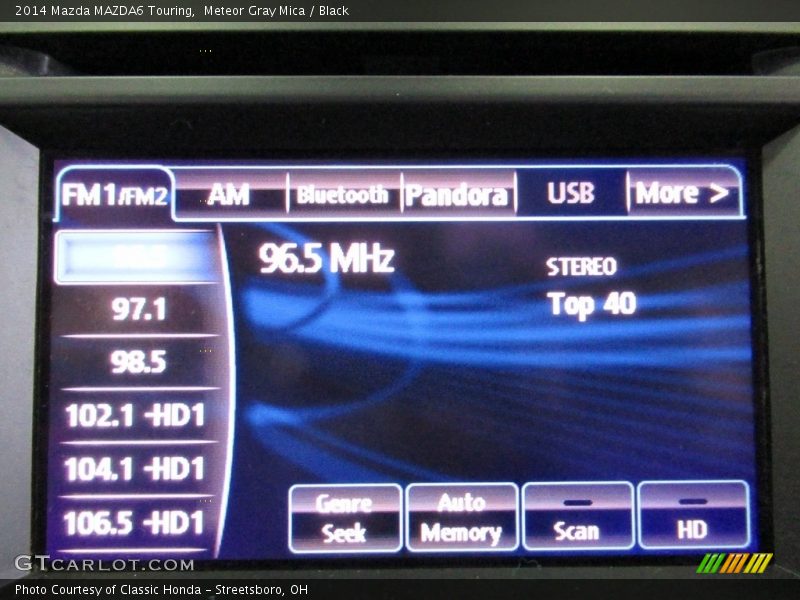 2014 Mazda MAZDA6 Touring,  Meteor Gray Mica / Black
FM1/FM2 AM Bluetooth Pandora USB More >
96.5 MHz
STEREO
97.1
Top 40
98.5
102.1 -HD1
104.1 -HD1
106.5 -HD1
Genre Seek
Auto Memory
Scan
HD
GTCARLOT.COM
Photo Courtesy of Classic Honda - Streetsboro, OH